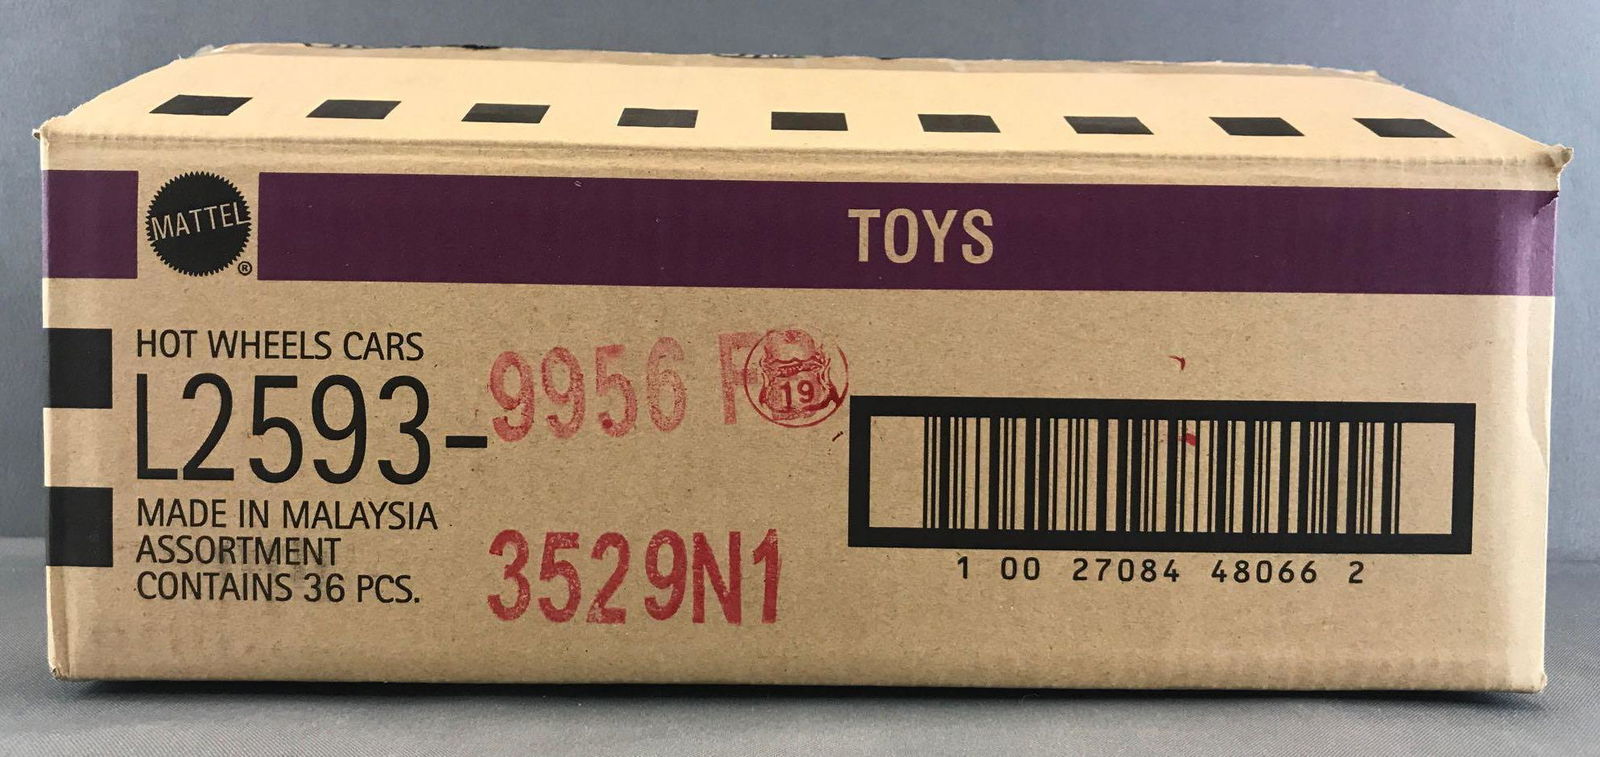 MATTEL
®
TOYS
HOT WHEELS CARS
L2593-9956 F
19
MADE IN MALAYSIA
ASSORTMENT
CONTAINS 36 PCS.
3529N1
1 00 27084 48066 2